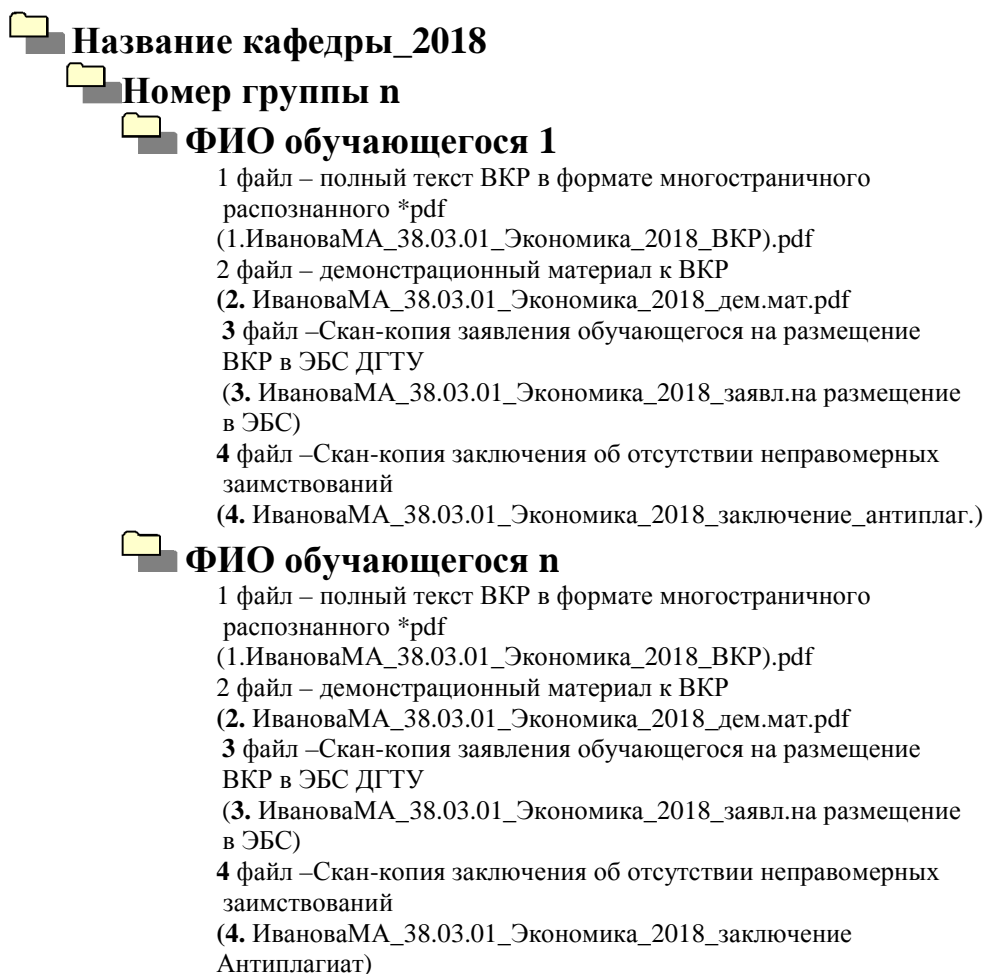 Название кафедры_2018
Номер группы n
ФИО обучающегося 1
1 файл – полный текст ВКР в формате многостраничного
распознанного *pdf
(1.ИвановаМА_38.03.01_Экономика_2018_ВКР).pdf
2 файл – демонстрационный материал к ВКР
(2. ИвановаМА_38.03.01_Экономика_2018_дем.мат.pdf
3 файл –Скан-копия заявления обучающегося на размещение
ВКР в ЭБС ДГТУ
(3. ИвановаМА_38.03.01_Экономика_2018_заявл.на размещение
в ЭБС)
4 файл –Скан-копия заключения об отсутствии неправомерных
заимствований
(4. ИвановаМА_38.03.01_Экономика_2018_заключение_антиплаг.)
ФИО обучающегося n
1 файл – полный текст ВКР в формате многостраничного
распознанного *pdf
(1.ИвановаМА_38.03.01_Экономика_2018_ВКР).pdf
2 файл – демонстрационный материал к ВКР
(2. ИвановаМА_38.03.01_Экономика_2018_дем.мат.pdf
3 файл –Скан-копия заявления обучающегося на размещение
ВКР в ЭБС ДГТУ
(3. ИвановаМА_38.03.01_Экономика_2018_заявл.на размещение
в ЭБС)
4 файл –Скан-копия заключения об отсутствии неправомерных
заимствований
(4. ИвановаМА_38.03.01_Экономика_2018_заключение
Антиплагиат)